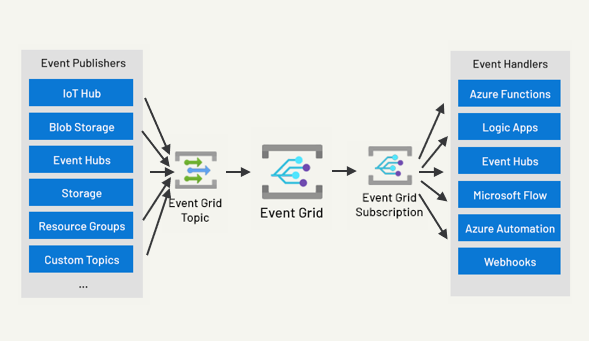 Event Publishers
IoT Hub
Blob Storage
Event Hubs
Storage
Resource Groups
Custom Topics
...
Event Grid
Topic
Event Grid
Event Grid
Subscription
Event Handlers
Azure Functions
Logic Apps
Event Hubs
Microsoft Flow
Azure Automation
Webhooks